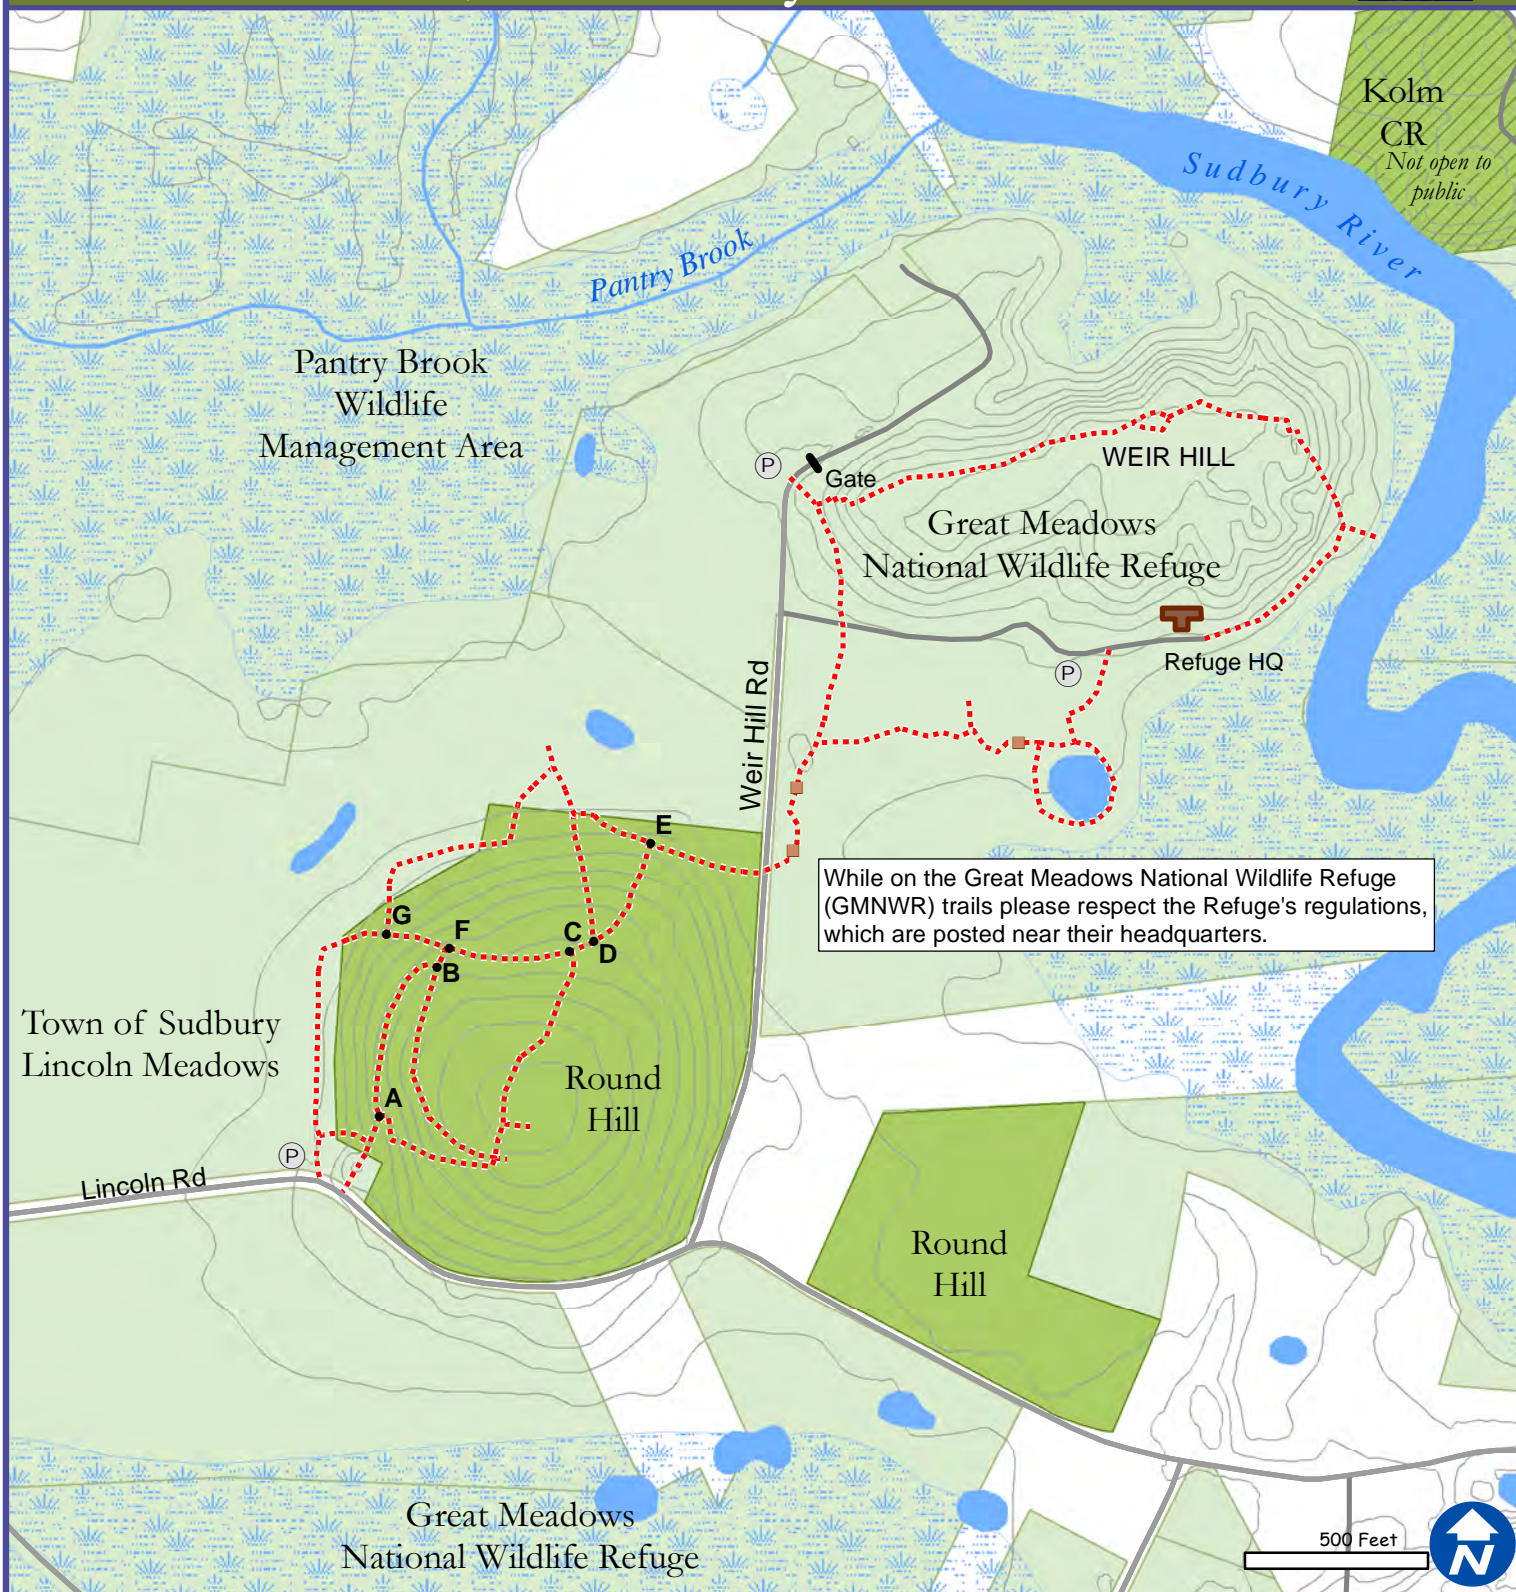 Kolm
CR
Not open to
public
Sudbury River
Pantry Brook
Pantry Brook
Wildlife
Management Area
P
Gate
WEIR HILL
Great Meadows
National Wildlife Refuge
Refuge HQ
P
Weir Hill Rd
E
While on the Great Meadows National Wildlife Refuge
(GMNWR) trails please respect the Refuge's regulations,
which are posted near their headquarters.
G
F
C
D
B
Town of Sudbury
Lincoln Meadows
Round
Hill
A
P
Lincoln Rd
Round
Hill
Great Meadows
National Wildlife Refuge
500 Feet
N